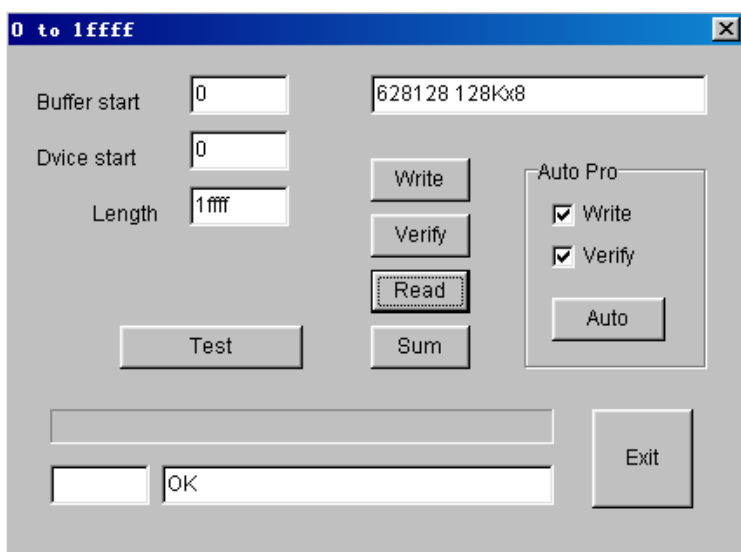 0 to 1ffff
Buffer start 0
628128 128Kx8
Dvice start 0
Length 1ffff
Write
Verify
Read
Sum
Test
Auto Pro
Write
Verify
Auto
OK
Exit